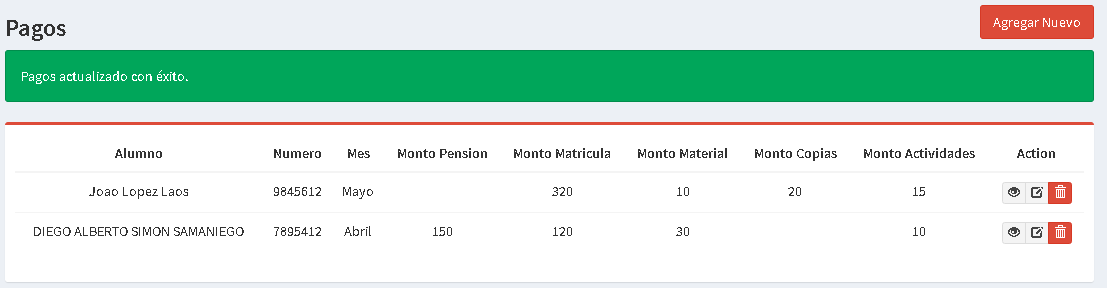 Pagos
Agregar Nuevo
Pagos actualizado con éxito.
Alumno Numero Mes Monto Pension Monto Matricula Monto Material Monto Copias Monto Actividades Action
Joao Lopez Laos 9845612 Mayo 320 10 20 15
DIEGO ALBERTO SIMON SAMANIEGO 7895412 Abril 150 120 30 10